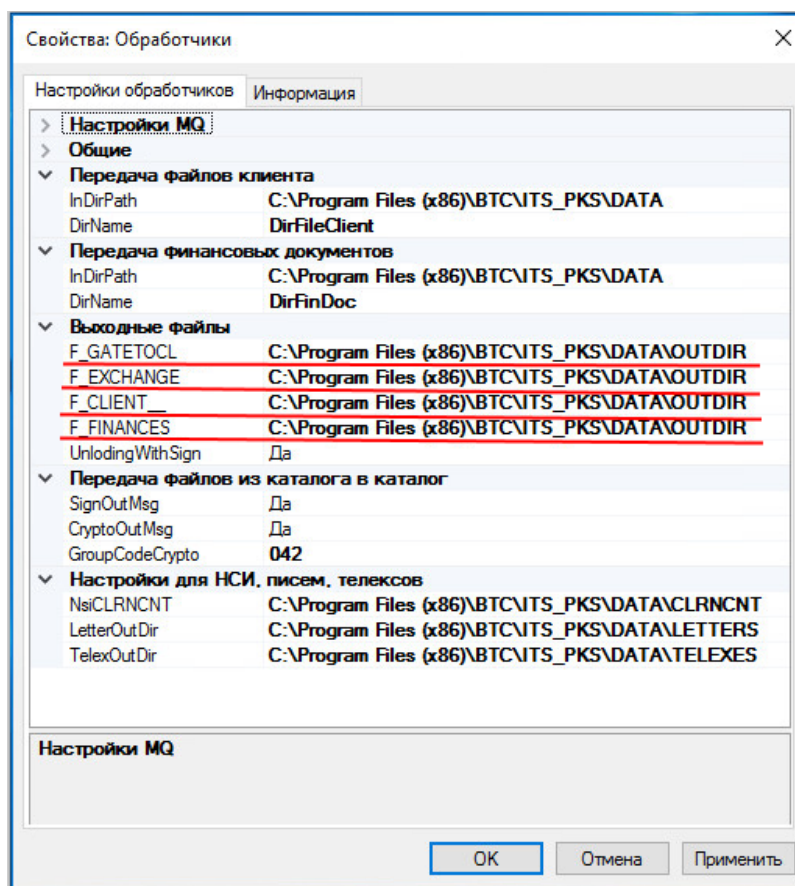 Свойства: Обработчики
Настройки обработчиков Информация
Настройки MQ
Общие
Передача файлов клиента
InDirPath C:\Program Files (x86)\BTC\ITS_PKS\DATA
DirName DirFileClient
Передача финансовых документов
InDirPath C:\Program Files (x86)\BTC\ITS_PKS\DATA
DirName DirFinDoc
Выходные файлы
F_GATETOCL C:\Program Files (x86)\BTC\ITS_PKS\DATA\OUTDIR
F_EXCHANGE C:\Program Files (x86)\BTC\ITS_PKS\DATA\OUTDIR
F_CLIENT__ C:\Program Files (x86)\BTC\ITS_PKS\DATA\OUTDIR
F_FINANCES C:\Program Files (x86)\BTC\ITS_PKS\DATA\OUTDIR
UnlodingWithSign Да
Передача файлов из каталога в каталог
SignOutMsg Да
CryptoOutMsg Да
GroupCodeCrypto 042
Настройки для НСИ, писем, телексов
NsiCLRNCNT C:\Program Files (x86)\BTC\ITS_PKS\DATA\CLRNCNT
LetterOutDir C:\Program Files (x86)\BTC\ITS_PKS\DATA\LETTERS
TelexOutDir C:\Program Files (x86)\BTC\ITS_PKS\DATA\TELEXES
Настройки MQ
OK Отмена Применить